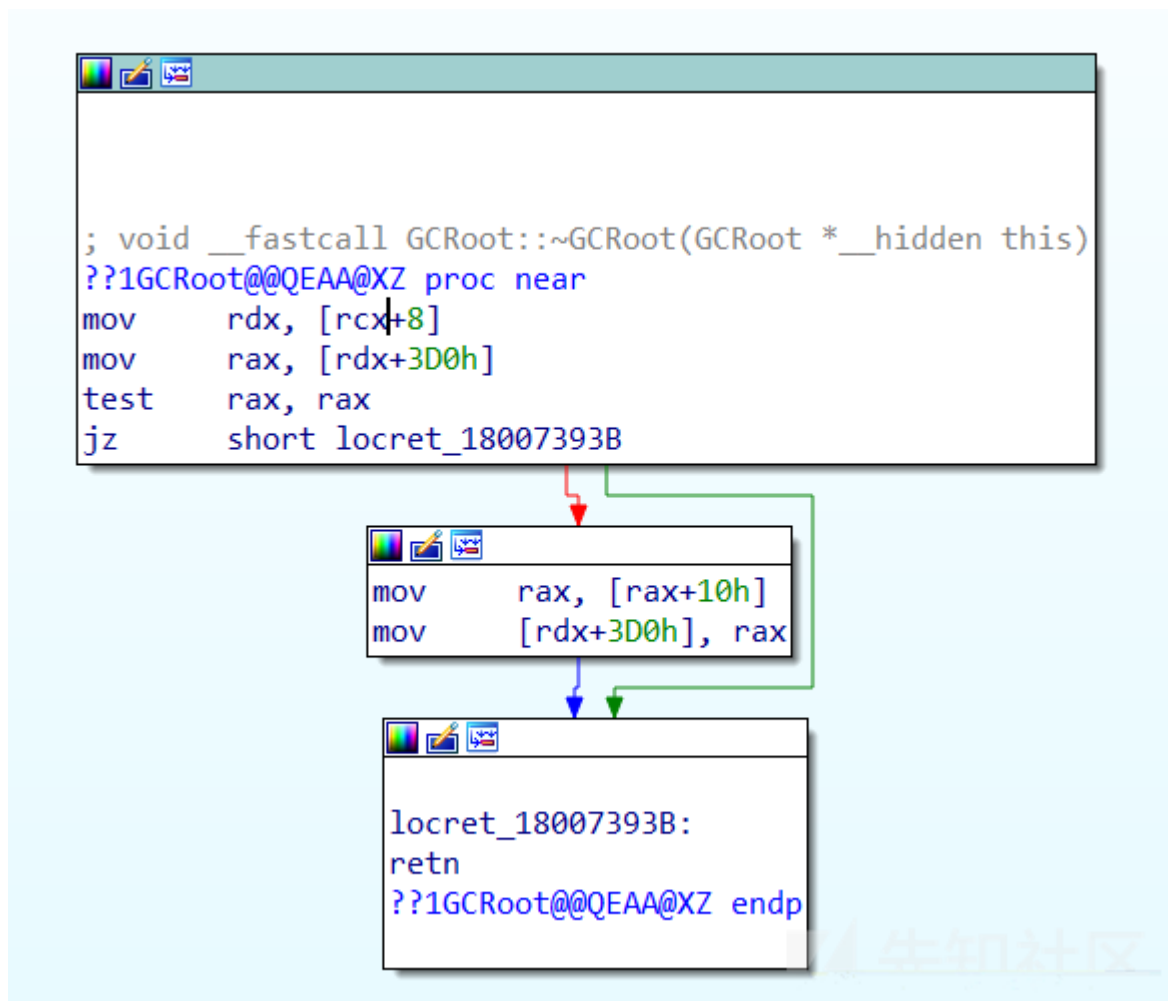 ; void __fastcall GCRoot::~GCRoot(GCRoot *__hidden this)
??1GCRoot@@QEAA@XZ proc near
mov rdx, [rcx+8]
mov rax, [rdx+3D0h]
test rax, rax
jz short locret_18007393B
mov rax, [rax+10h]
mov [rdx+3D0h], rax
locret_18007393B:
retn
??1GCRoot@@QEAA@XZ endp
先知社区